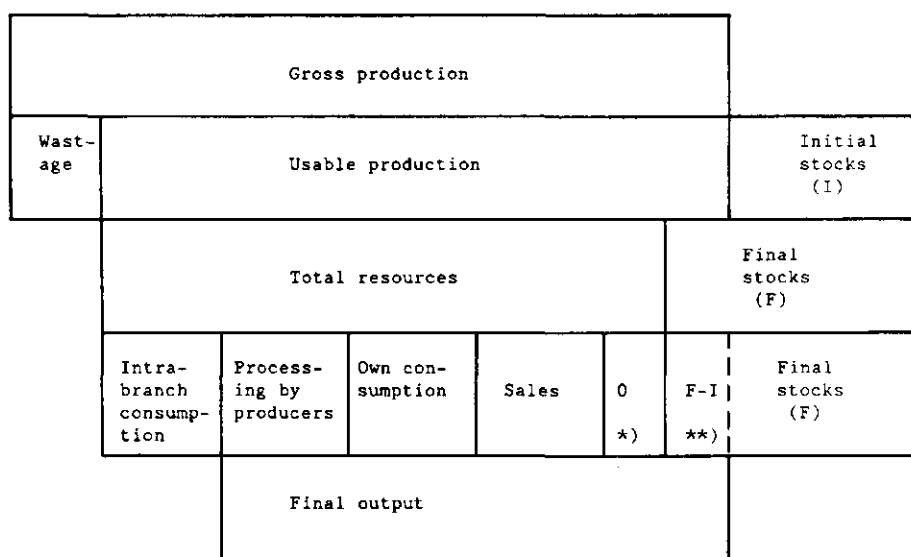 Gross production
Wast-
age
Usable production
Initial
stocks
(I)
Total resources
Final
stocks
(F)
Intra-
branch
consump-
tion
Process-
ing by
producers
Own con-
sumption
Sales
O
*)
F-I
**)
Final
stocks
(F)
Final output